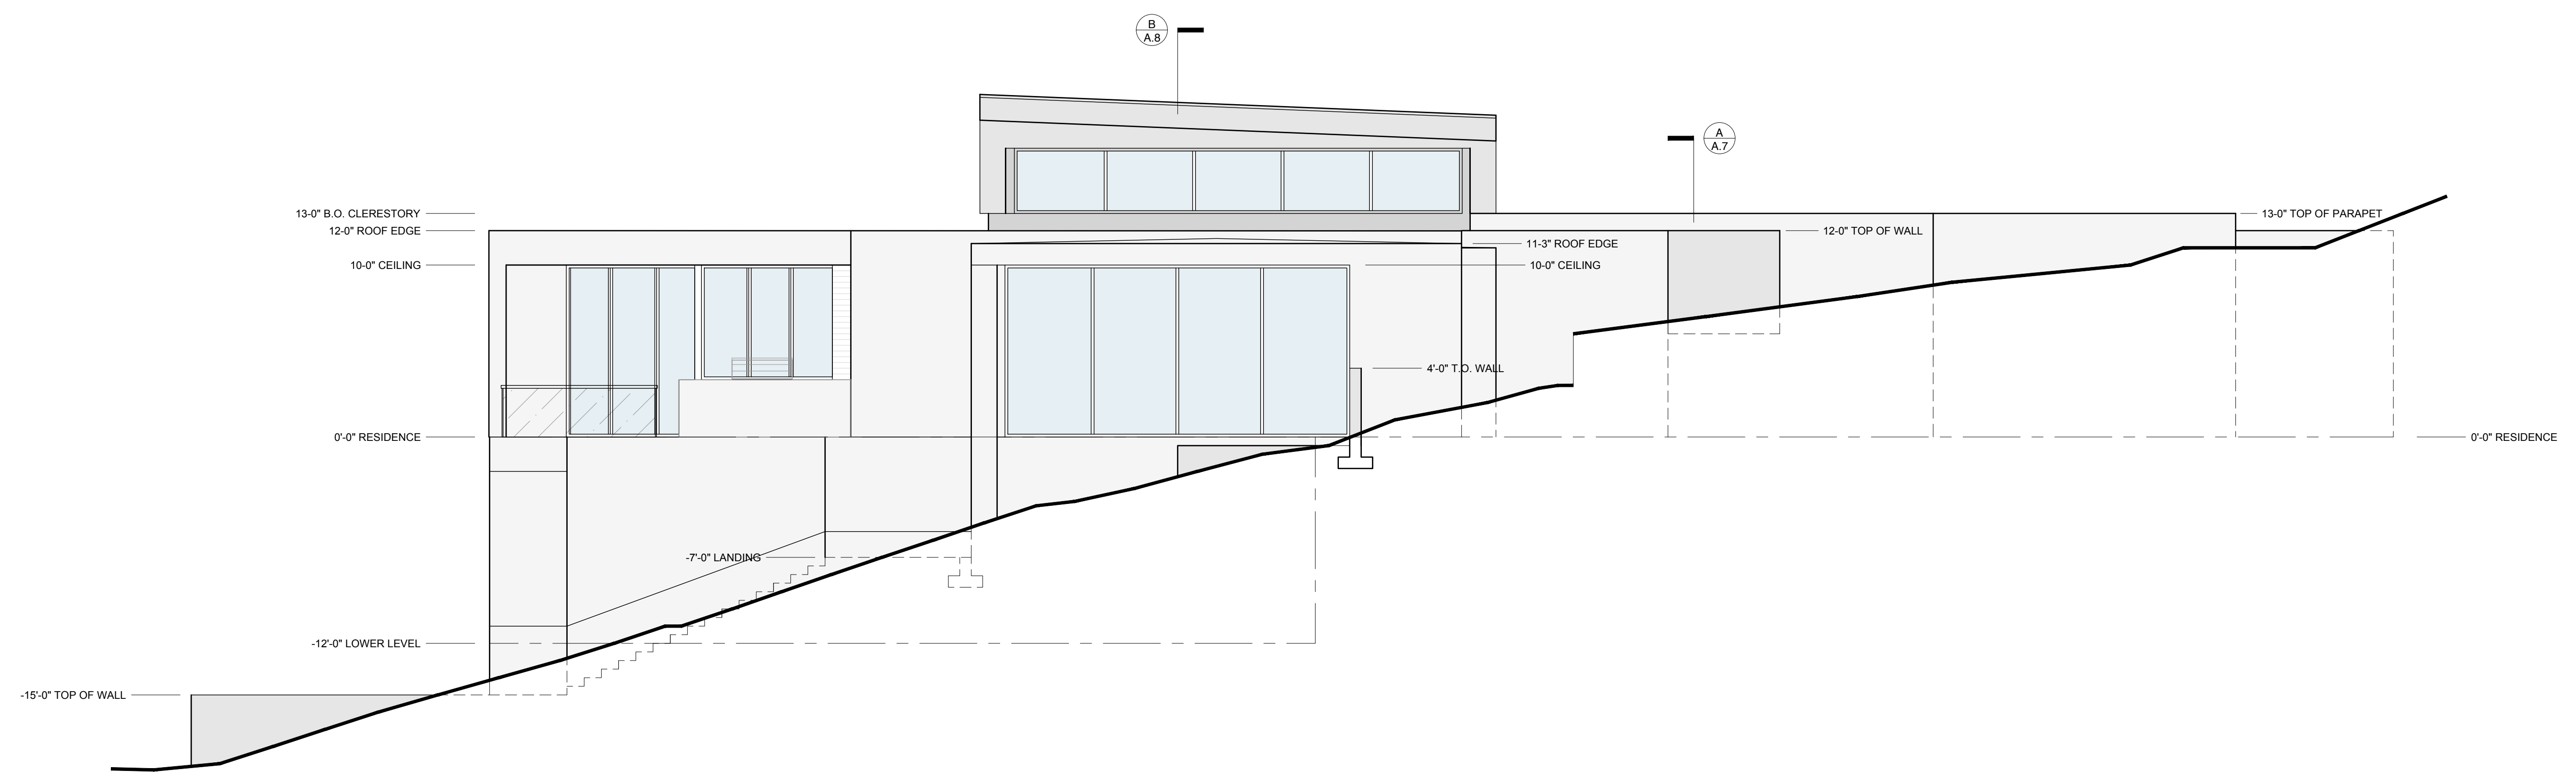 B
A.8
A
A.7
13-0" B.O. CLERESTORY
13-0" TOP OF PARAPET
12-0" ROOF EDGE
12-0" TOP OF WALL
11-3" ROOF EDGE
10-0" CEILING
10-0" CEILING
4'-0" T.O. WALL
0'-0" RESIDENCE
0'-0" RESIDENCE
-7'-0" LANDING
-12'-0" LOWER LEVEL
-15'-0" TOP OF WALL